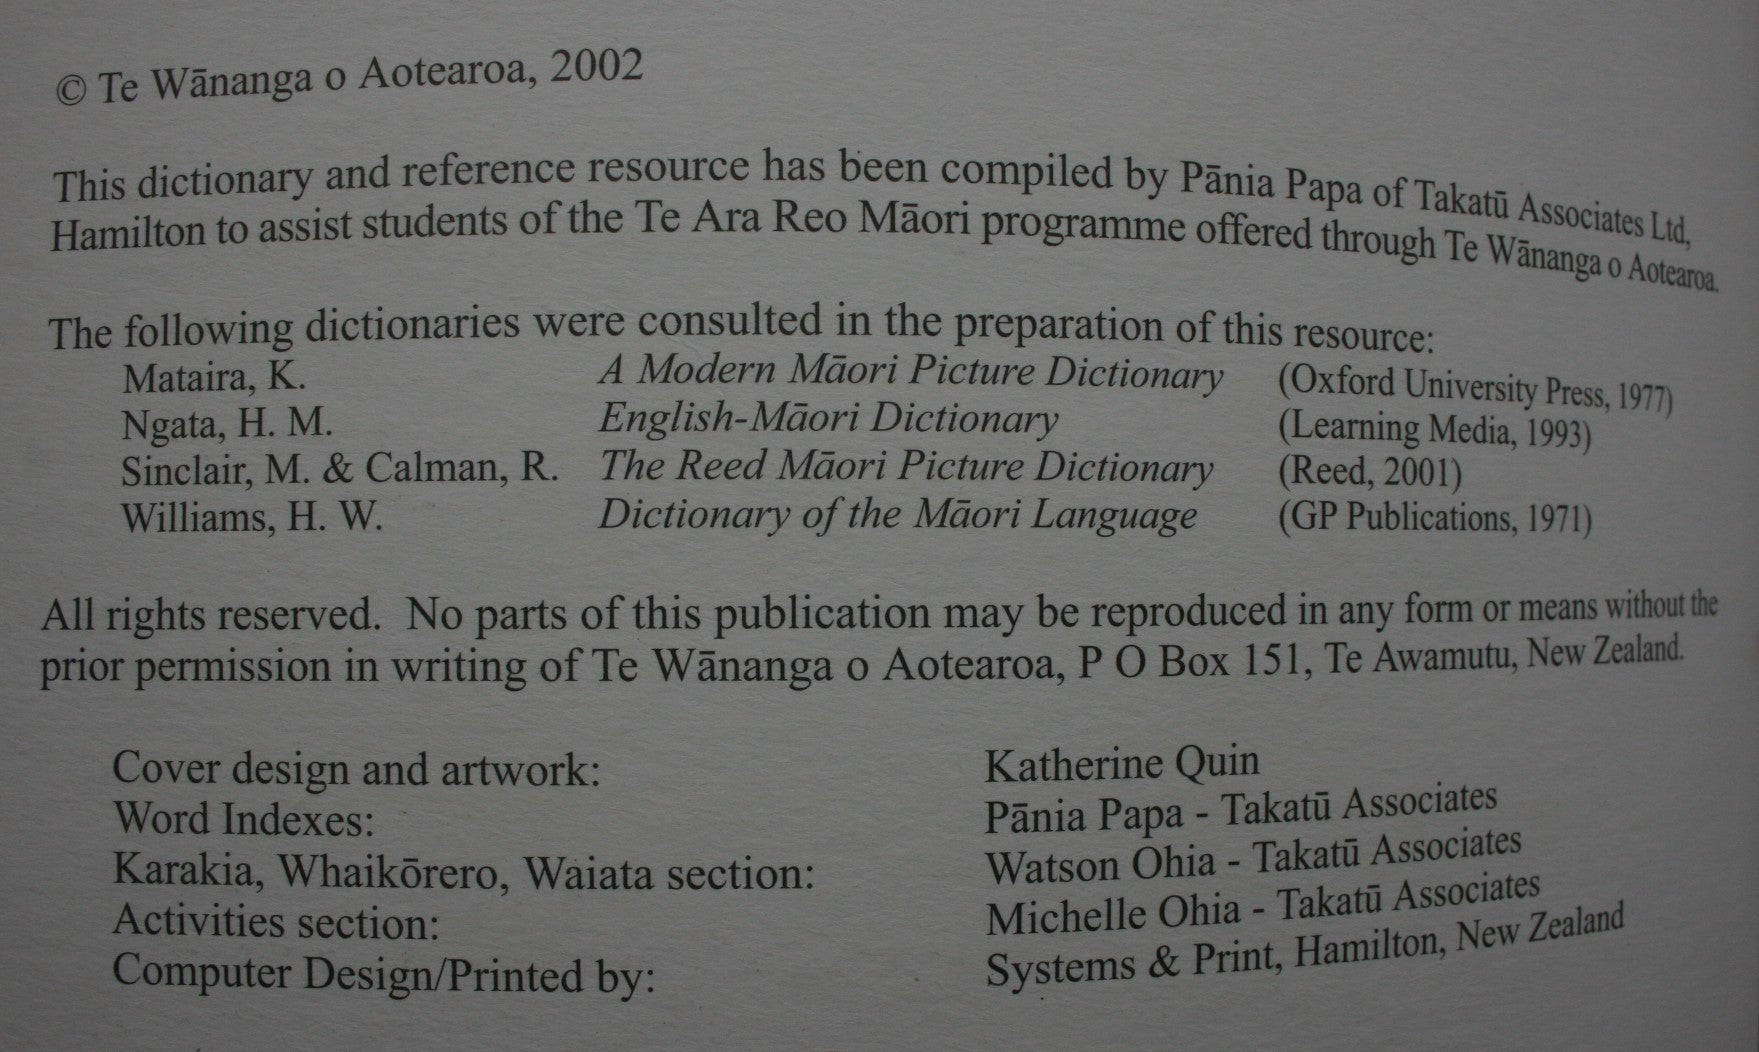 © Te Wānanga o Aotearoa, 2002
This dictionary and reference resource has been compiled by Pānia Papa of Takatū Associates Ltd,
Hamilton to assist students of the Te Ara Reo Māori programme offered through Te Wānanga o Aotearoa.
The following dictionaries were consulted in the preparation of this resource:
Mataira, K. A Modern Māori Picture Dictionary (Oxford University Press, 1977)
Ngata, H. M. English-Māori Dictionary (Learning Media, 1993)
Sinclair, M. & Calman, R. The Reed Māori Picture Dictionary (Reed, 2001)
Williams, H. W. Dictionary of the Māori Language (GP Publications, 1971)
All rights reserved. No parts of this publication may be reproduced in any form or means without the
prior permission in writing of Te Wānanga o Aotearoa, P O Box 151, Te Awamutu, New Zealand.
Cover design and artwork: Katherine Quin
Word Indexes: Pānia Papa - Takatū Associates
Karakia, Whaikōrero, Waiata section: Watson Ohia - Takatū Associates
Activities section: Michelle Ohia - Takatū Associates
Computer Design/Printed by: Systems & Print, Hamilton, New Zealand